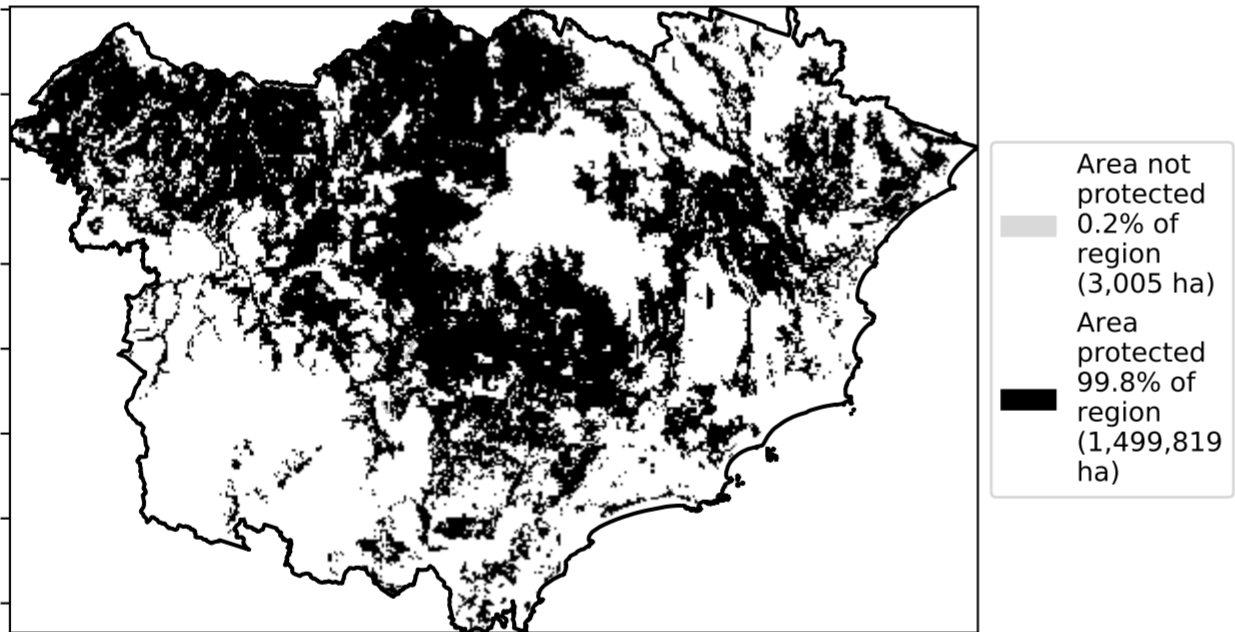 Area not
protected
0.2% of
region
(3,005 ha)
Area
protected
99.8% of
region
(1,499,819
ha)